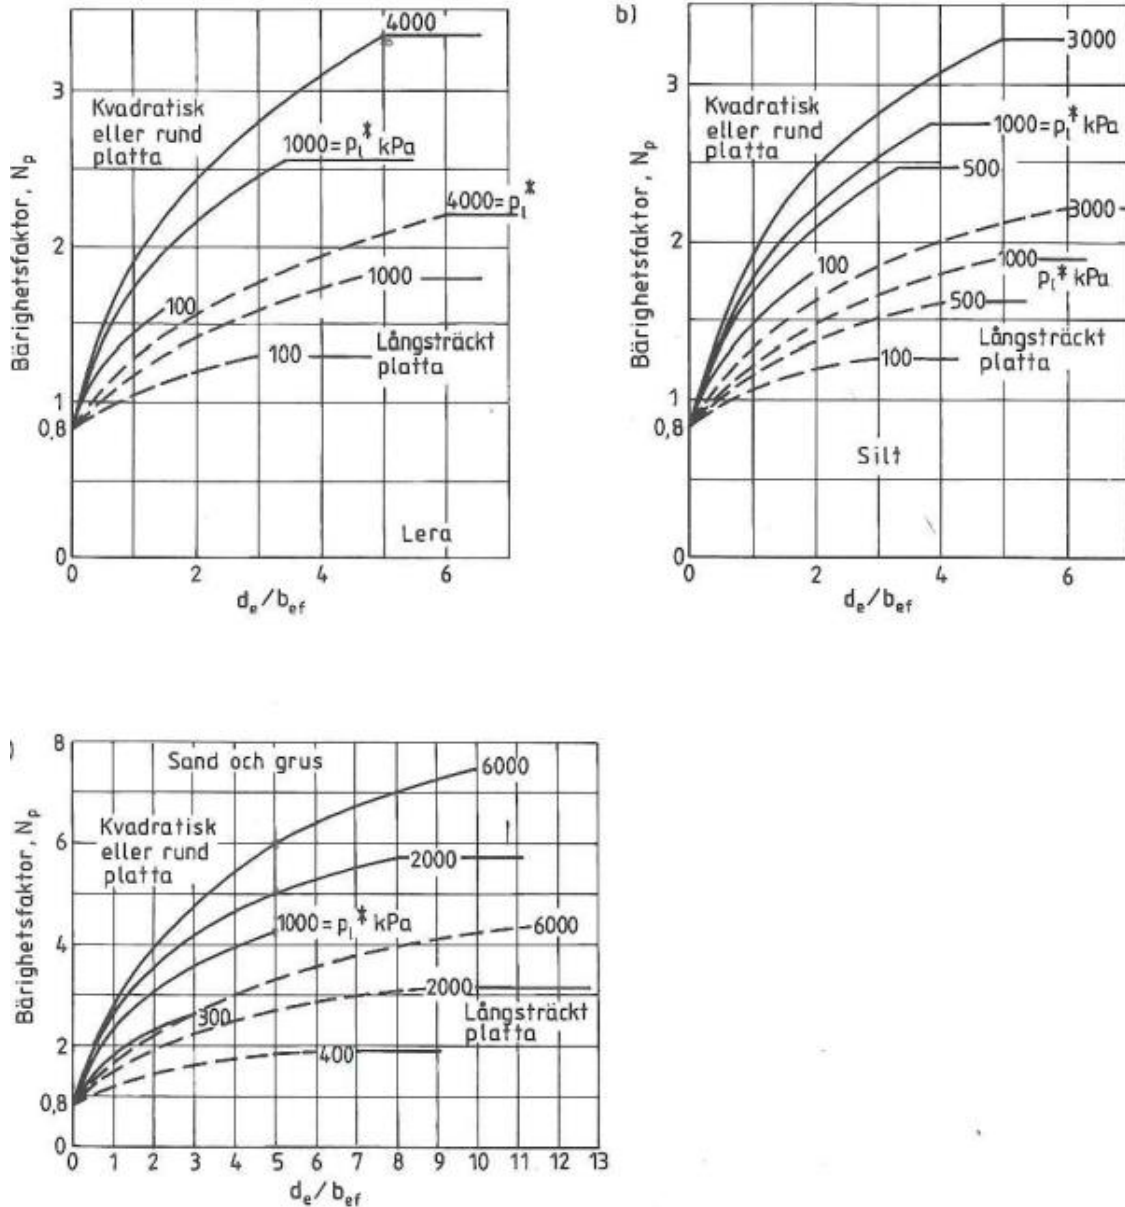 4000
3
Kvadratisk
eller rund
platta
1000=p_l* kPa
4000=p_l*
2
100
1000
100
Långsträckt
platta
1
0,8
Lera
0
0 2 4 6
d_e/b_ef
Bärighetsfaktor, N_p
b)
3000
3
Kvadratisk
eller rund
platta
1000=p_l* kPa
500
3000
2
100
1000
p_l* kPa
500
Långsträckt
platta
100
1
0,8
Silt
0
0 2 4 6
d_e/b_ef
Bärighetsfaktor, N_p
8
Sand och grus
6000
Kvadratisk
eller rund
platta
6
2000
1000=p_l* kPa
6000
4
2000
300
Långsträckt
platta
2
400
0,8
0
0 1 2 3 4 5 6 7 8 9 10 11 12 13
d_e/b_ef
Bärighetsfaktor, N_p